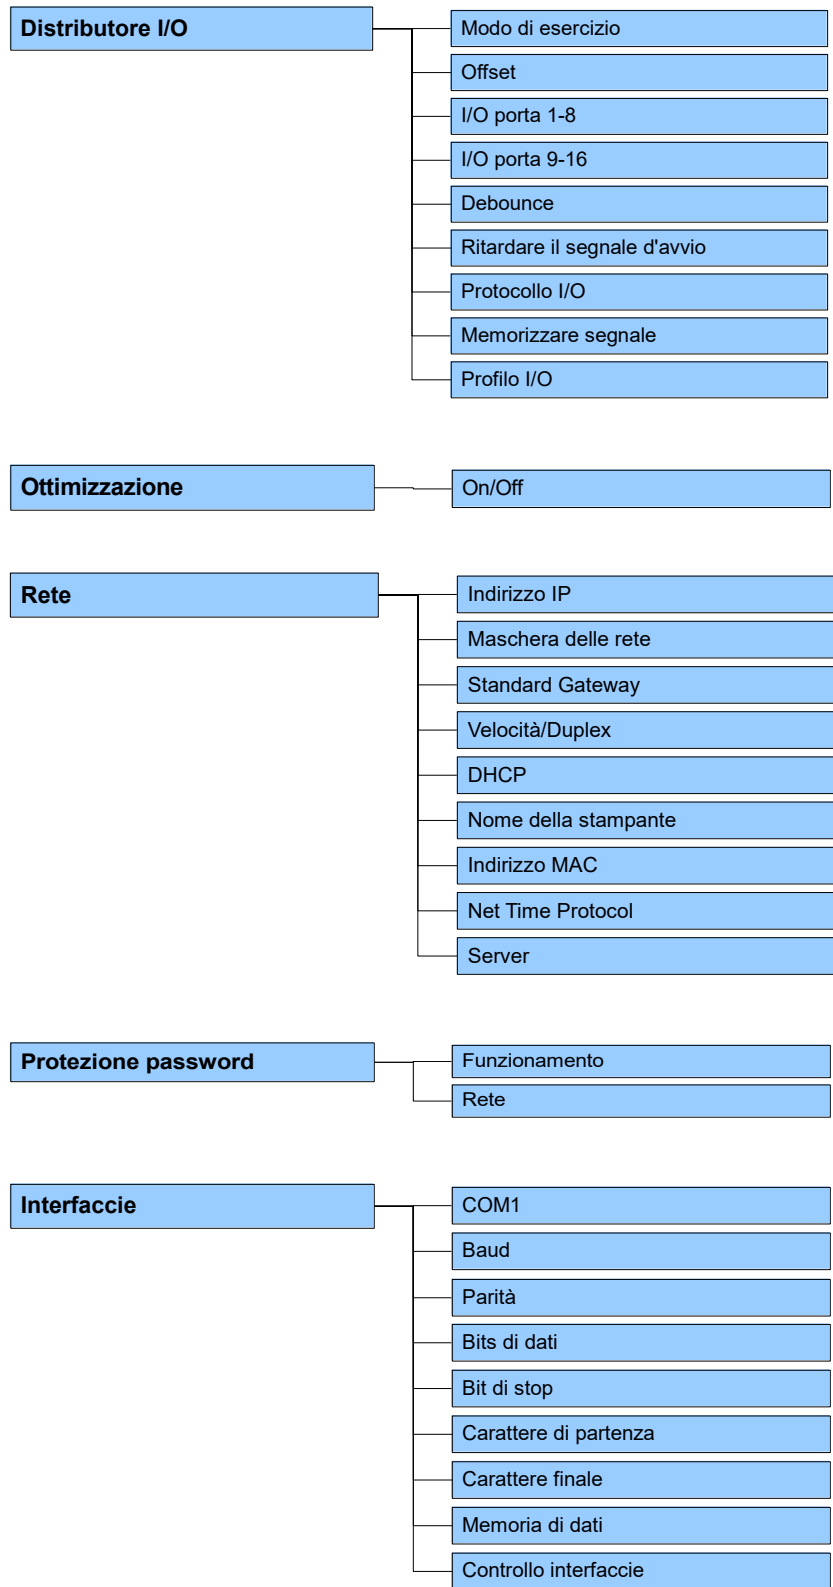 Distributore I/O
Modo di esercizio
Offset
I/O porta 1-8
I/O porta 9-16
Debounce
Ritardare il segnale d'avvio
Protocollo I/O
Memorizzare segnale
Profilo I/O
Ottimizzazione
On/Off
Rete
Indirizzo IP
Maschera delle rete
Standard Gateway
Velocità/Duplex
DHCP
Nome della stampante
Indirizzo MAC
Net Time Protocol
Server
Protezione password
Funzionamento
Rete
Interfaccie
COM1
Baud
Parità
Bits di dati
Bit di stop
Carattere di partenza
Carattere finale
Memoria di dati
Controllo interfaccie